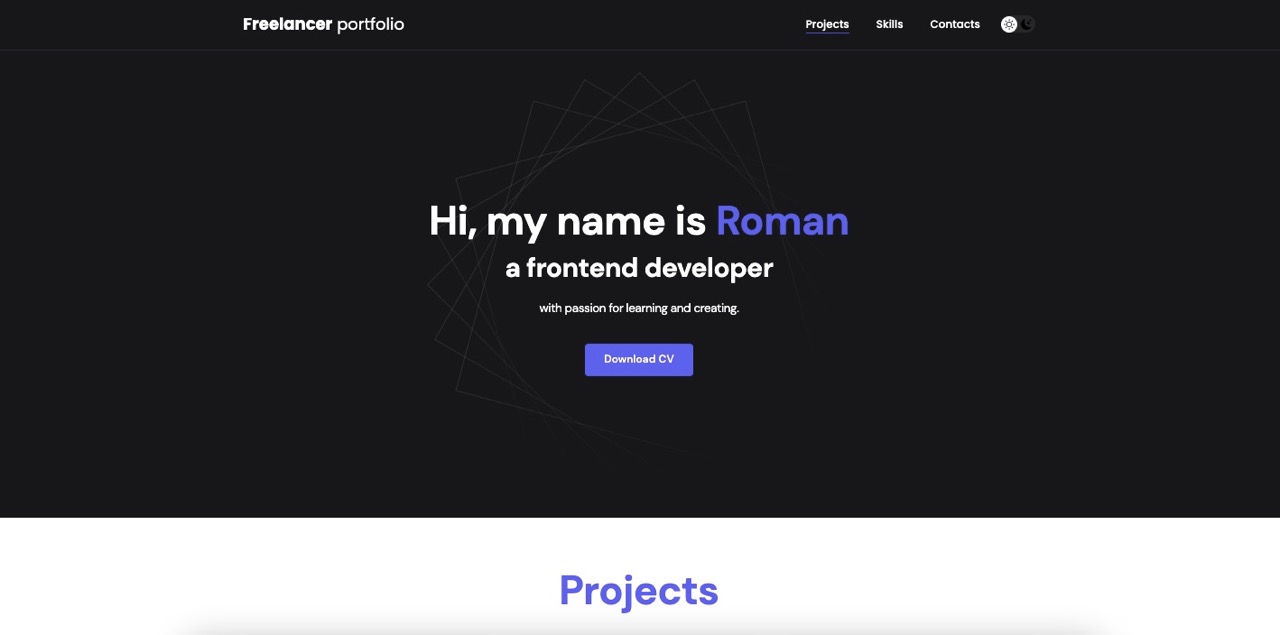 Freelancer portfolio
Projects Skills Contacts
Hi, my name is Roman
a frontend developer
with passion for learning and creating.
Download CV
Projects